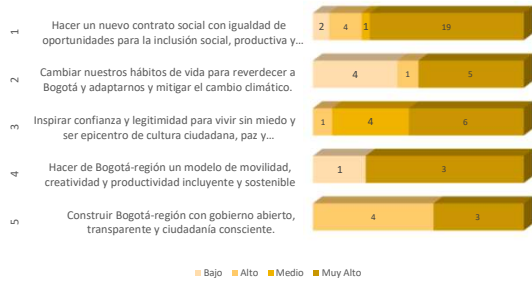 1
Hacer un nuevo contrato social con igualdad de
oportunidades para la inclusión social, productiva y…
2 4 1 19
2
Cambiar nuestros hábitos de vida para reverdecer a
Bogotá y adaptarnos y mitigar el cambio climático.
4 1 5
3
Inspirar confianza y legitimidad para vivir sin miedo y
ser epicentro de cultura ciudadana, paz y…
1 4 6
4
Hacer de Bogotá-región un modelo de movilidad,
creatividad y productividad incluyente y sostenible
1 3
5
Construir Bogotá-región con gobierno abierto,
transparente y ciudadanía consciente.
4 3
Bajo Alto Medio Muy Alto